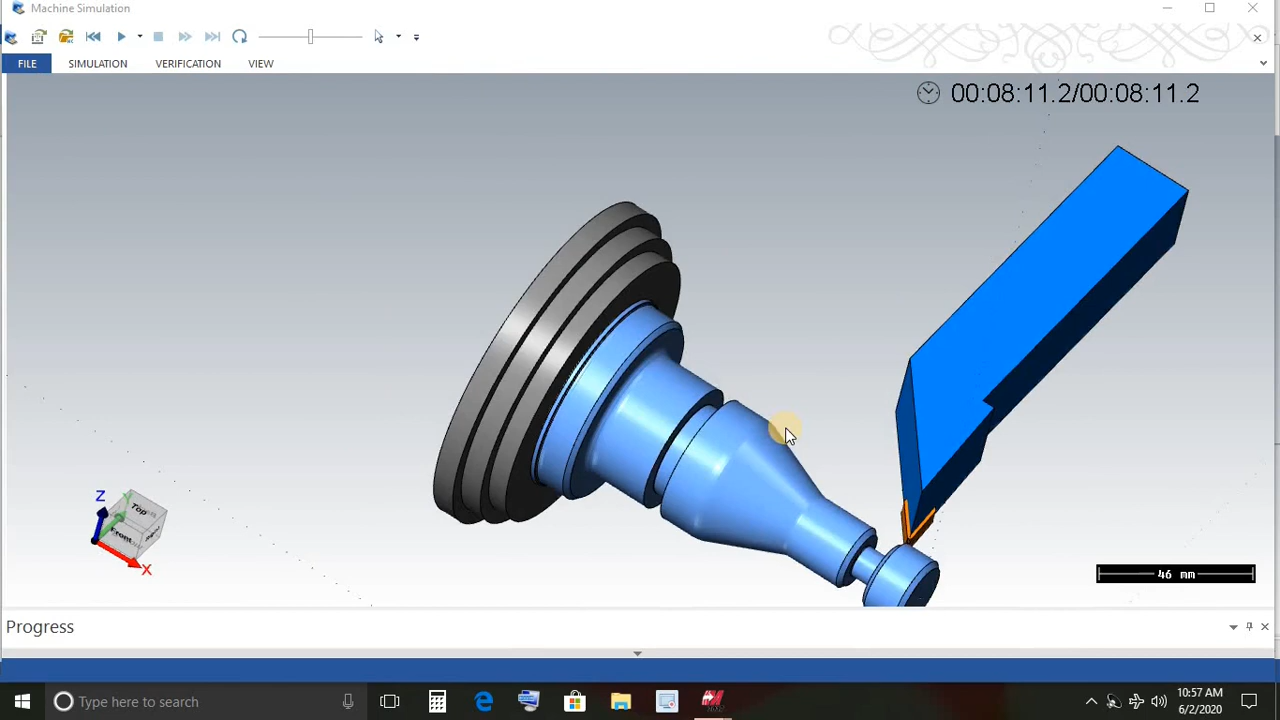 Machine Simulation
FILE
SIMULATION
VERIFICATION
VIEW
00:08:11.2/00:08:11.2
Z
Y
Top
Front
X
46 mm
Progress
Type here to search
10:57 AM
6/2/2020